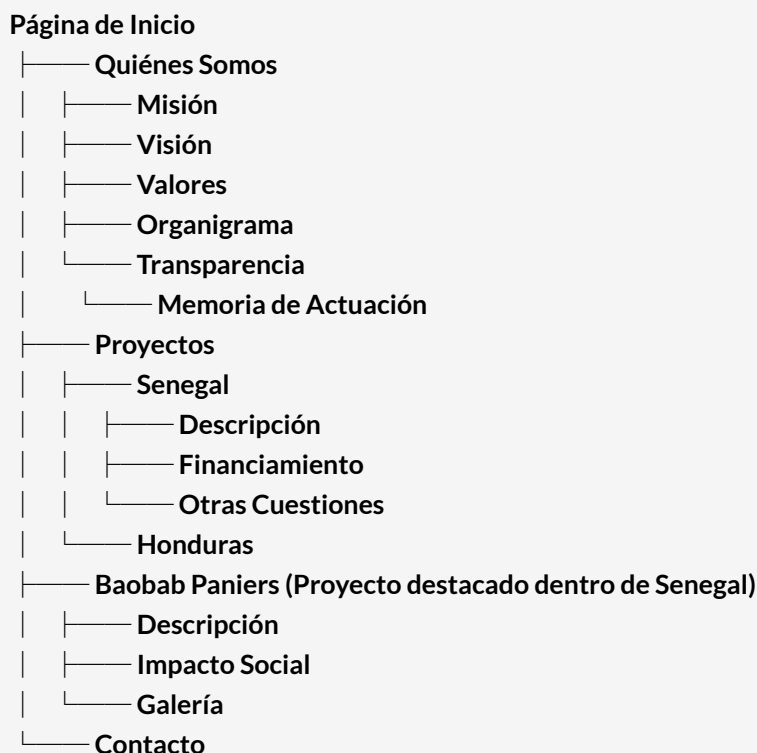 Página de Inicio
Quiénes Somos
Misión
Visión
Valores
Organigrama
Transparencia
Memoria de Actuación
Proyectos
Senegal
Descripción
Financiamiento
Otras Cuestiones
Honduras
Baobab Paniers (Proyecto destacado dentro de Senegal)
Descripción
Impacto Social
Galería
Contacto